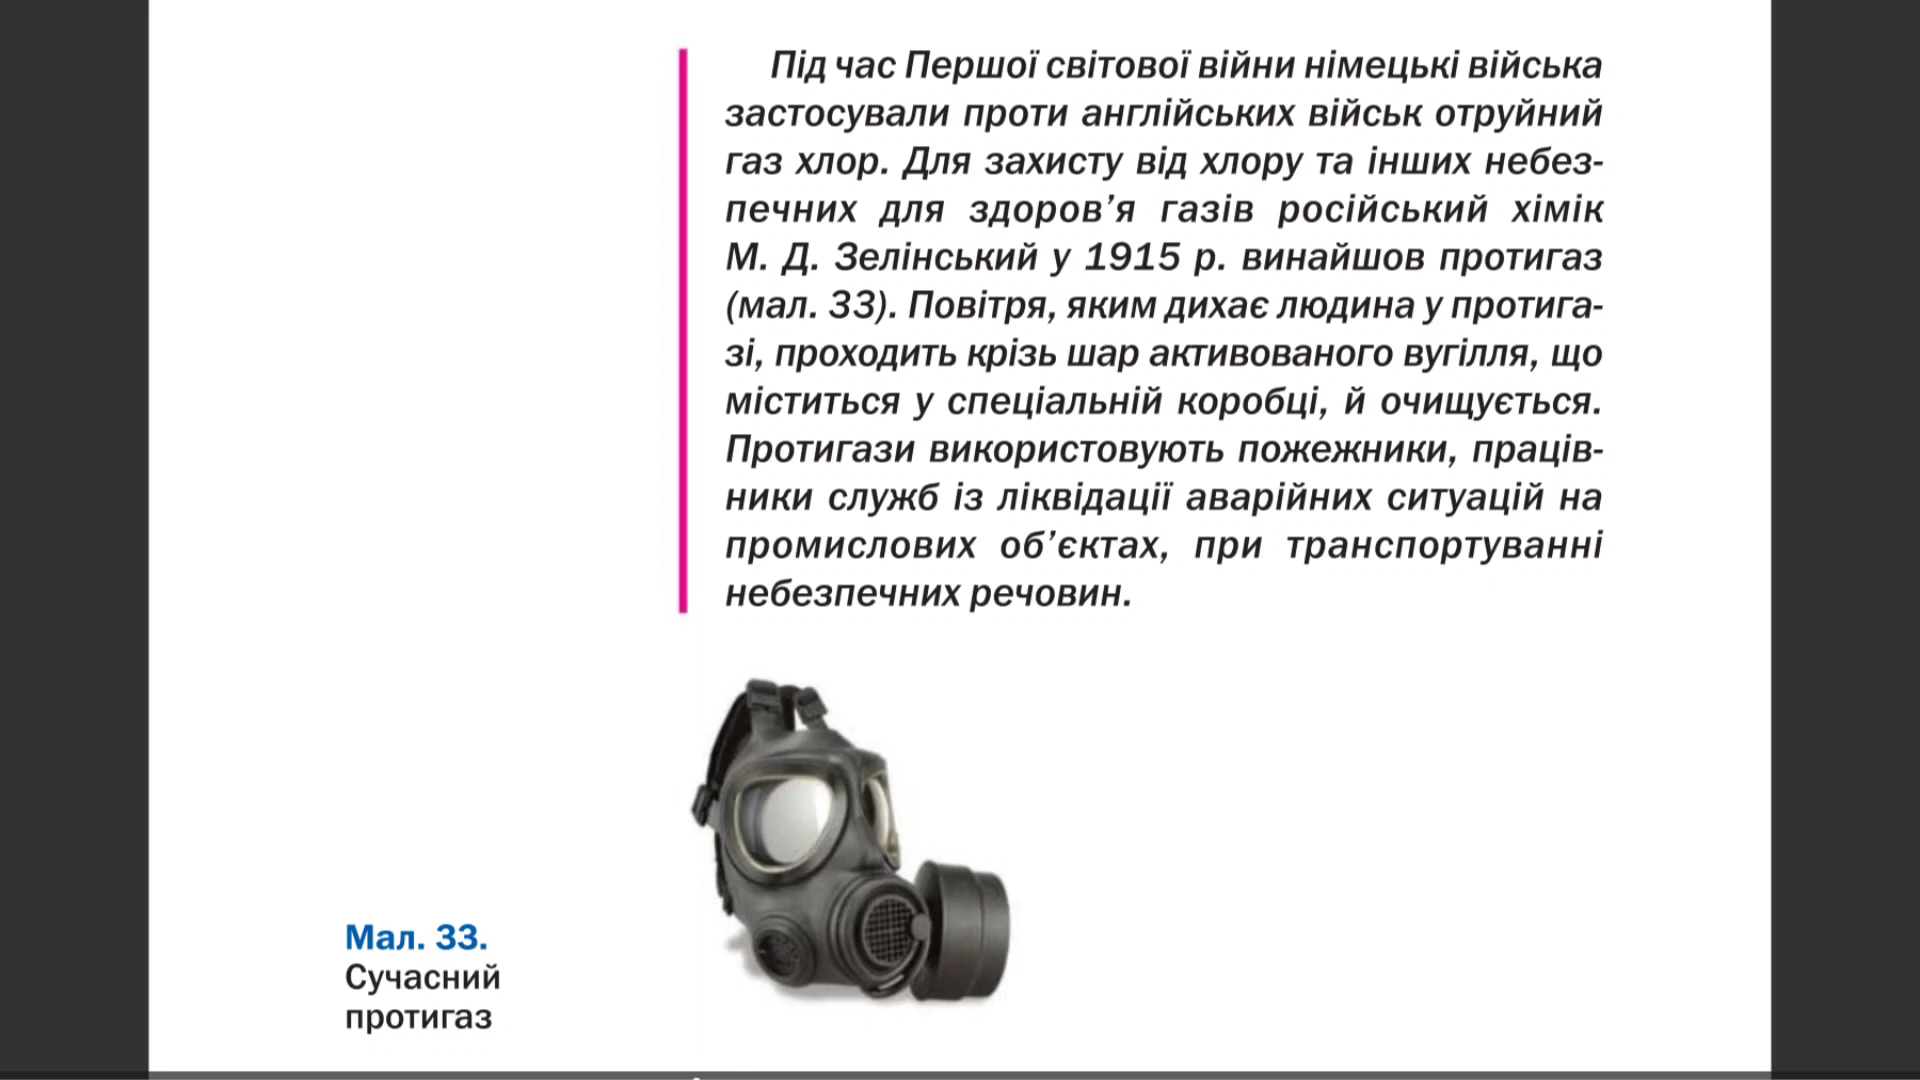 Під час Першої світової війни німецькі війська
застосували проти англійських військ отруйний
газ хлор. Для захисту від хлору та інших небез-
печних для здоров’я газів російський хімік
М. Д. Зелінський у 1915 р. винайшов протигаз
(мал. 33). Повітря, яким дихає людина у протига-
зі, проходить крізь шар активованого вугілля, що
міститься у спеціальній коробці, й очищується.
Протигази використовують пожежники, праців-
ники служб із ліквідації аварійних ситуацій на
промислових об’єктах, при транспортуванні
небезпечних речовин.
Мал. 33.
Сучасний
протигаз